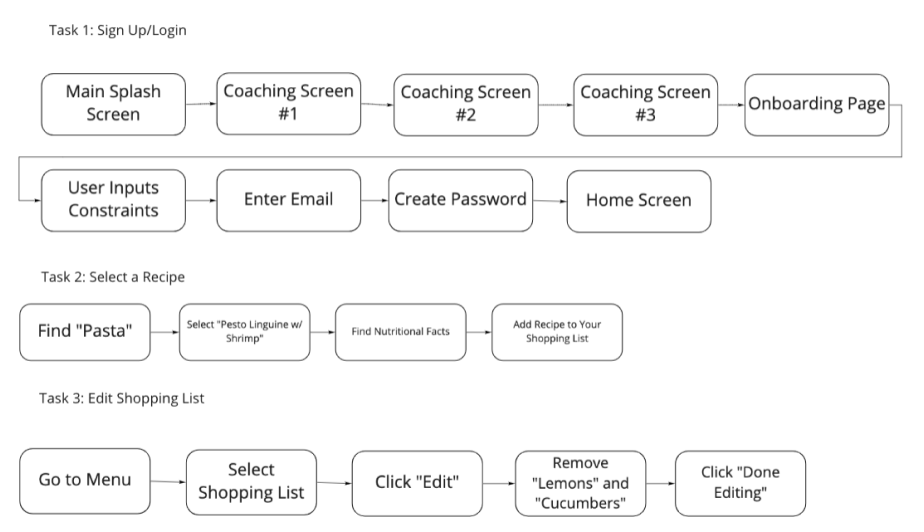 Task 1: Sign Up/Login
Main Splash
Screen
Coaching Screen
#1
Coaching Screen
#2
Coaching Screen
#3
Onboarding Page
User Inputs
Constraints
Enter Email
Create Password
Home Screen
Task 2: Select a Recipe
Find "Pasta"
Select "Pesto Linguine w/
Shrimp"
Find Nutritional Facts
Add Recipe to Your
Shopping List
Task 3: Edit Shopping List
Go to Menu
Select
Shopping List
Click "Edit"
Remove
"Lemons" and
"Cucumbers"
Click "Done
Editing"